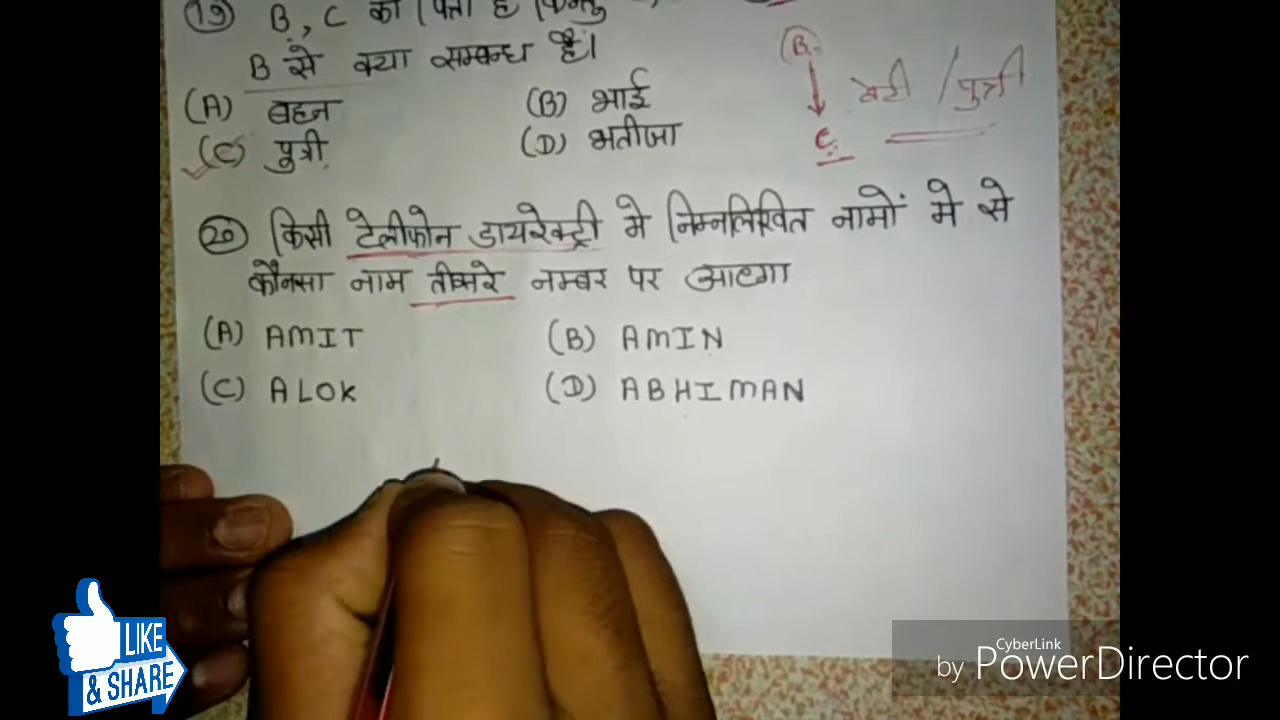 (19) B, C का पिता है किन्तु
B से क्या सम्बन्ध है।
(A) बहन (B) भाई
(C) पुत्री (D) भतीजा
B
C
बेटी / पुत्री
(20) किसी टेलीफोन डायरेक्ट्री मे निम्नलिखित नामों मे से
कौनसा नाम तीसरे नम्बर पर आएगा
(A) AMIT (B) AMIN
(C) ALOK (D) ABHIMAN
LIKE
& SHARE
CyberLink
by PowerDirector